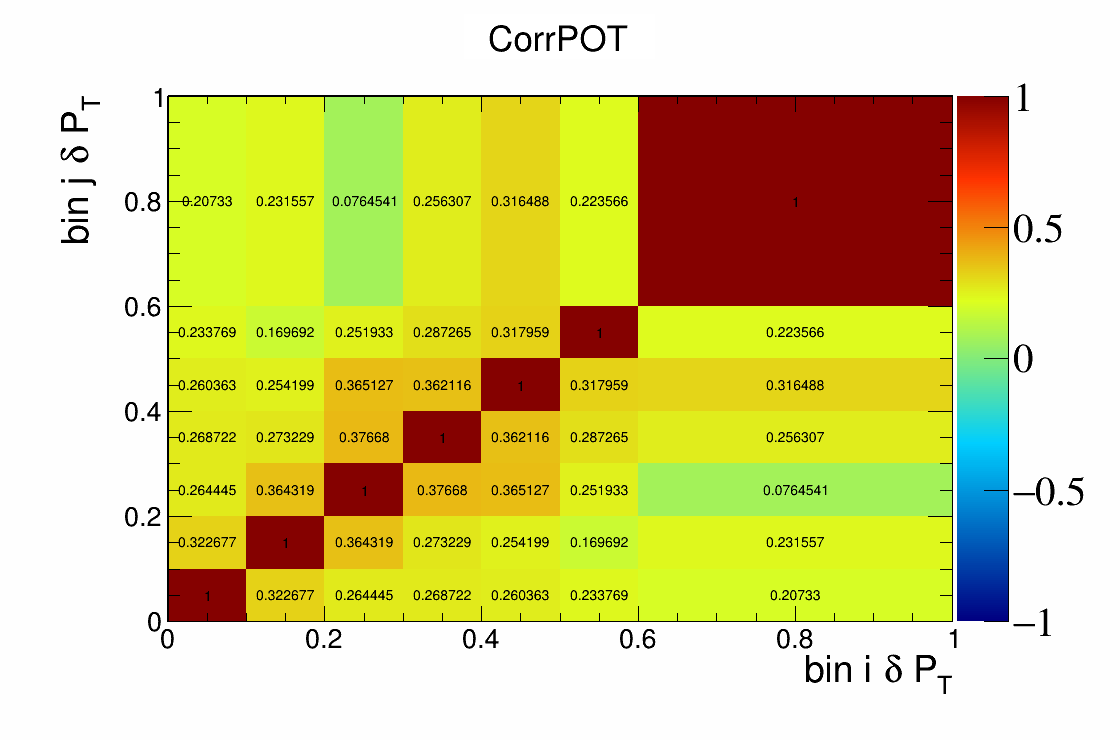 CorrPOT
bin j δ P_T
1
0.8
0.6
0.4
0.2
0
0.20733 0.231557 0.0764541 0.256307 0.316488 0.223566 1
0.233769 0.169692 0.251933 0.287265 0.317959 1 0.223566
0.260363 0.254199 0.365127 0.362116 1 0.317959 0.316488
0.268722 0.273229 0.37668 1 0.362116 0.287265 0.256307
0.264445 0.364319 1 0.37668 0.365127 0.251933 0.0764541
0.322677 1 0.364319 0.273229 0.254199 0.169692 0.231557
1 0.322677 0.264445 0.268722 0.260363 0.233769 0.20733
0 0.2 0.4 0.6 0.8 1
bin i δ P_T
1
0.5
0
−0.5
−1